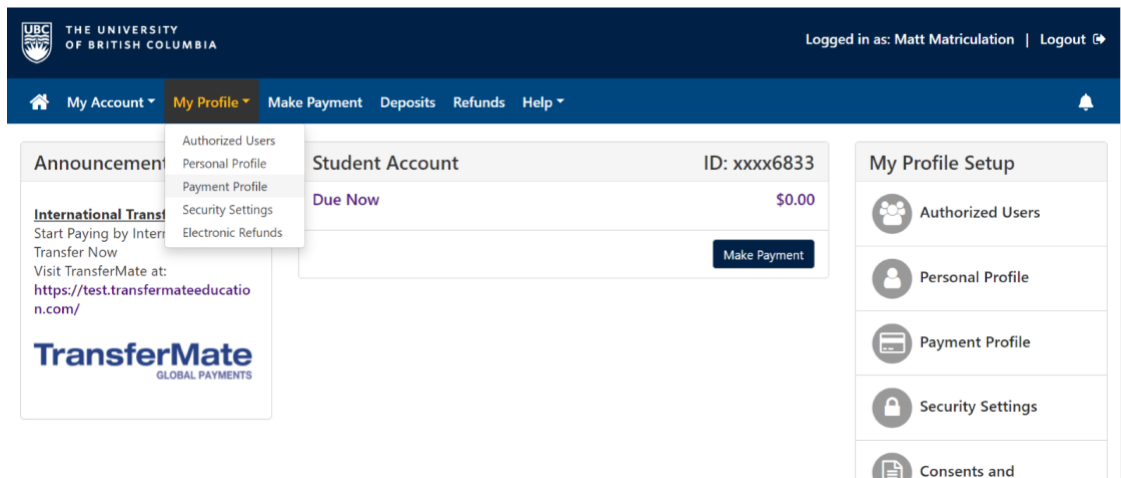 UBC
THE UNIVERSITY
OF BRITISH COLUMBIA
Logged in as: Matt Matriculation | Logout
My Account
My Profile
Make Payment
Deposits
Refunds
Help
Authorized Users
Personal Profile
Payment Profile
Security Settings
Electronic Refunds
Announcement
International Transf
Start Paying by Intern
Transfer Now
Visit TransferMate at:
https://test.transfermateeducatio
n.com/
TransferMate
GLOBAL PAYMENTS
Student Account
ID: xxxx6833
Due Now
$0.00
Make Payment
My Profile Setup
Authorized Users
Personal Profile
Payment Profile
Security Settings
Consents and